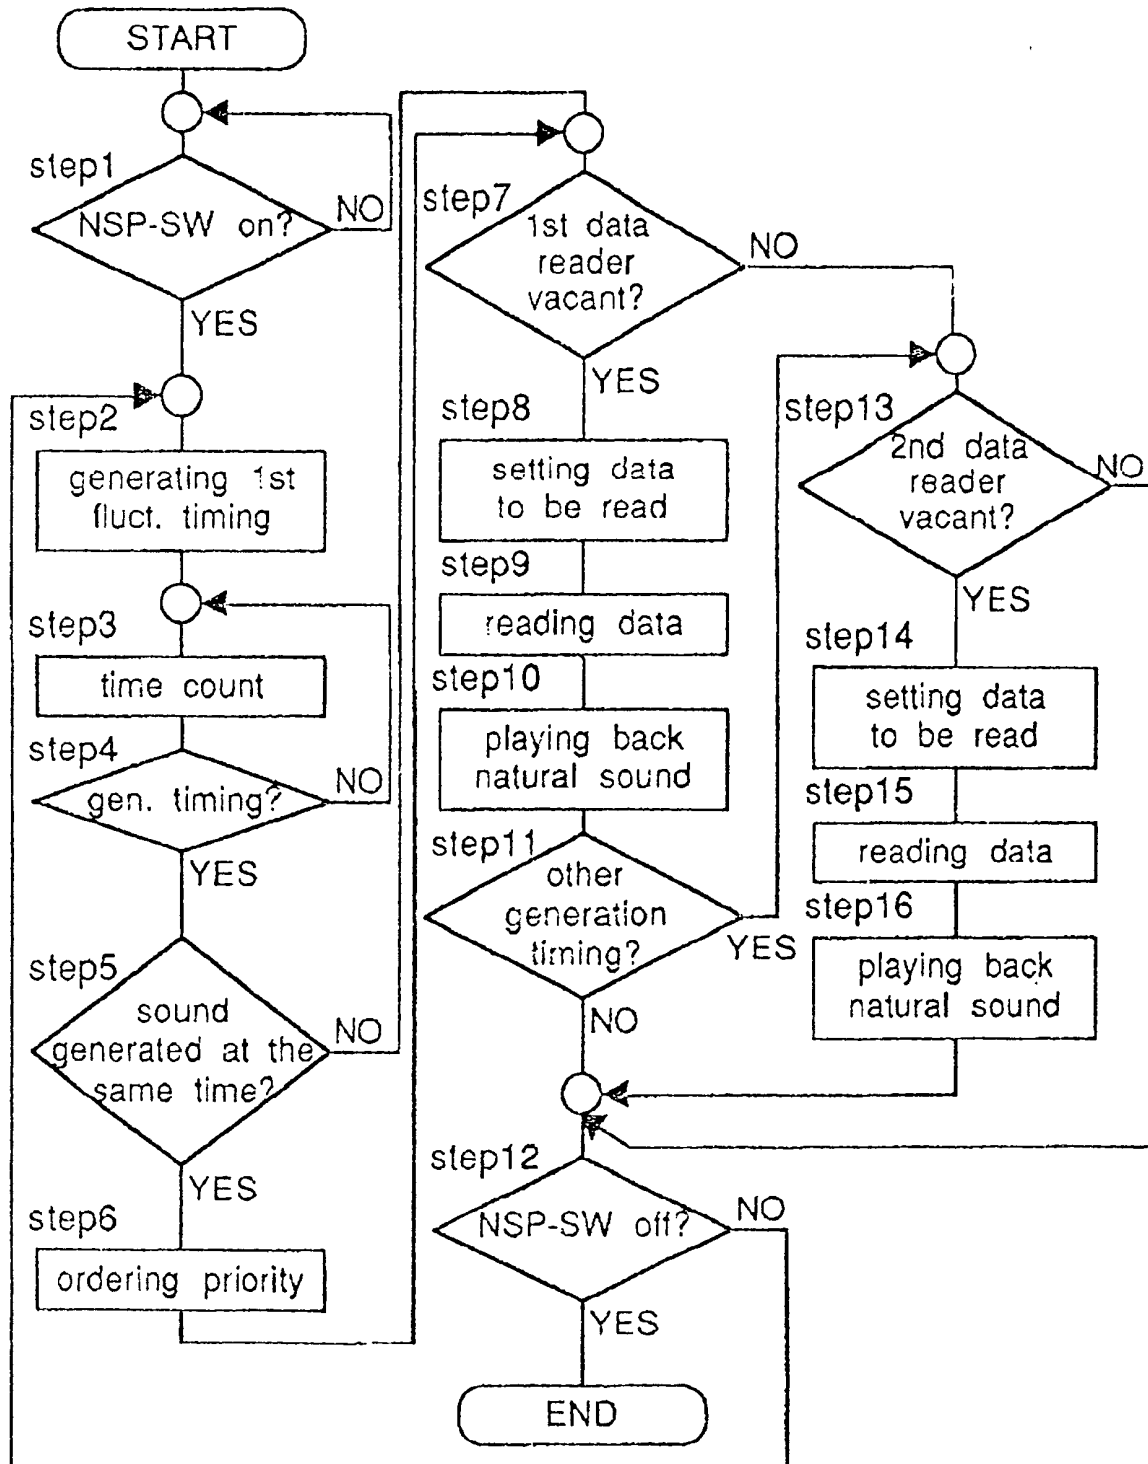 START
step1
NSP-SW on?
NO
YES
step2
generating 1st
fluct. timing
step3
time count
step4
gen. timing?
NO
YES
step5
sound
generated at the
same time?
NO
YES
step6
ordering priority
step7
1st data
reader
vacant?
NO
YES
step8
setting data
to be read
step9
reading data
step10
playing back
natural sound
step11
other
generation
timing?
YES
NO
step12
NSP-SW off?
NO
YES
END
step13
2nd data
reader
vacant?
NO
YES
step14
setting data
to be read
step15
reading data
step16
playing back
natural sound